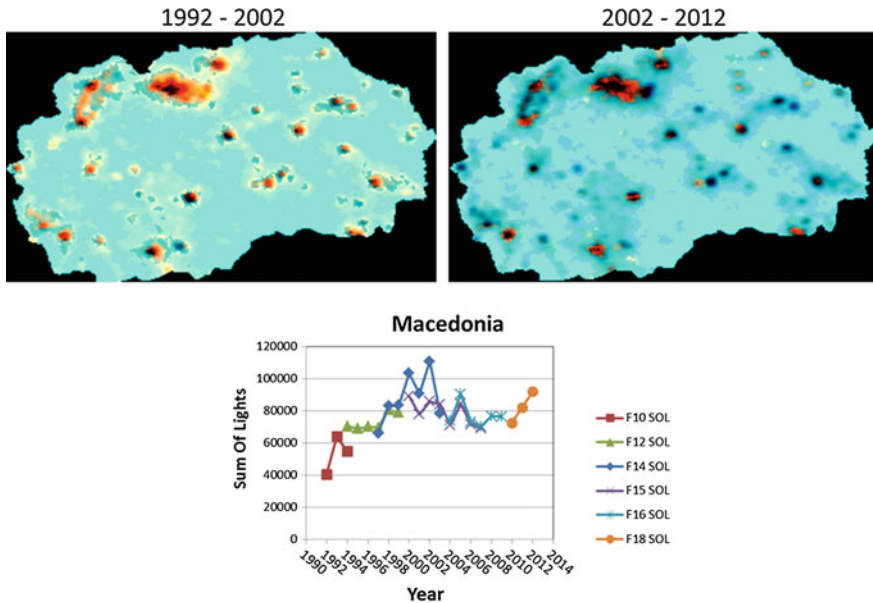 1992 - 2002
2002 - 2012
Macedonia
120000
100000
80000
60000
40000
20000
0
Sum Of Lights
1990
1992
1994
1996
1998
2000
2002
2004
2006
2008
2010
2012
2014
Year
F10 SOL
F12 SOL
F14 SOL
F15 SOL
F16 SOL
F18 SOL